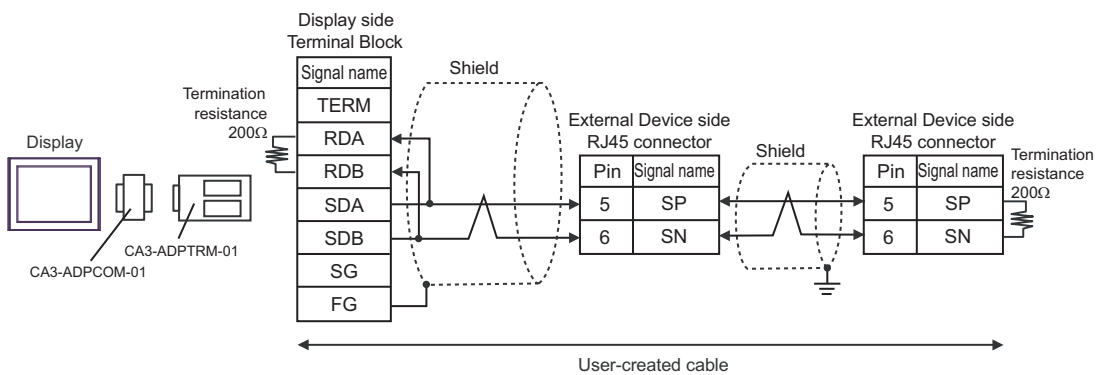 Display side
Terminal Block
Signal name
TERM
RDA
RDB
SDA
SDB
SG
FG
Termination
resistance
200Ω
Display
CA3-ADPTRM-01
CA3-ADPCOM-01
Shield
External Device side
RJ45 connector
Pin Signal name
5 SP
6 SN
Shield
External Device side
RJ45 connector
Pin Signal name
5 SP
6 SN
Termination
resistance
200Ω
User-created cable